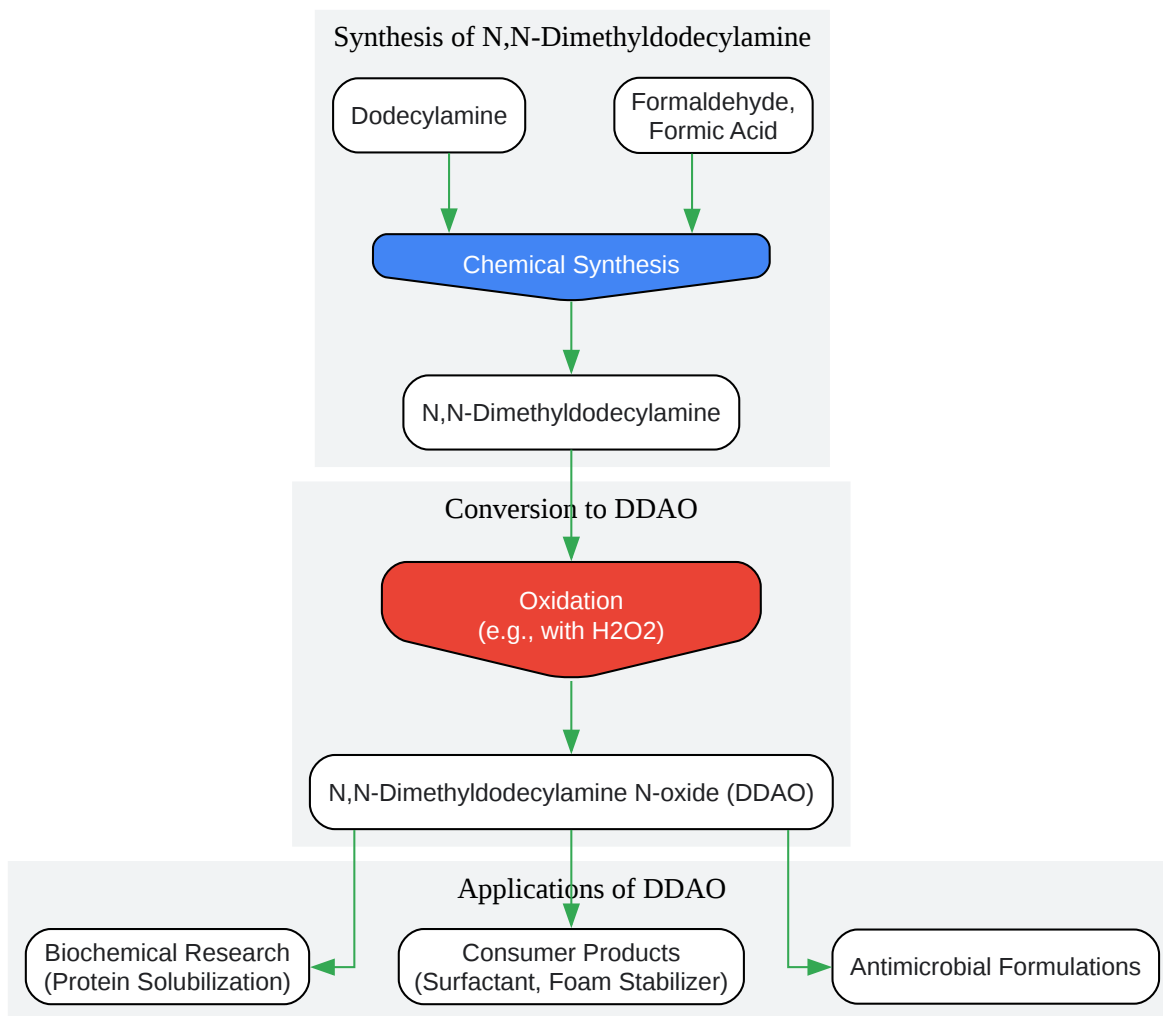 Synthesis of N,N-Dimethyldodecylamine
Dodecylamine
Formaldehyde,
Formic Acid
Chemical Synthesis
N,N-Dimethyldodecylamine
Conversion to DDAO
Oxidation
(e.g., with H2O2)
N,N-Dimethyldodecylamine N-oxide (DDAO)
Applications of DDAO
Biochemical Research
(Protein Solubilization)
Consumer Products
(Surfactant, Foam Stabilizer)
Antimicrobial Formulations